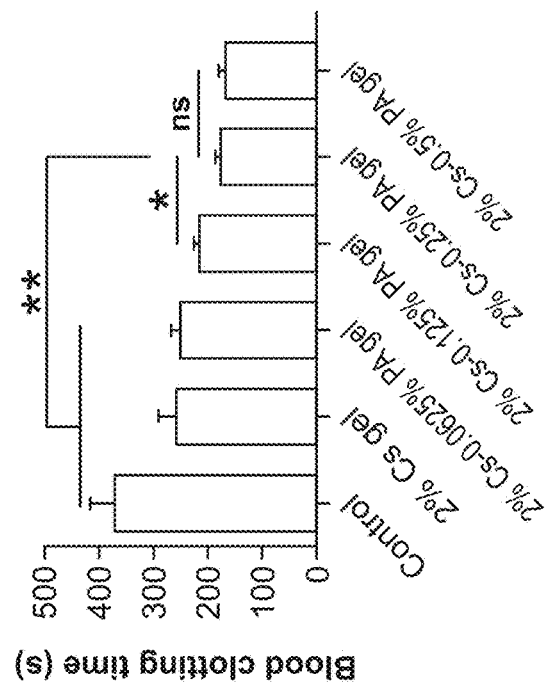 Blood clotting time (s)
500
400
300
200
100
0
**
*
ns
Control
2% Cs gel
2% Cs-0.0625% PA gel
2% Cs-0.125% PA gel
2% Cs-0.25% PA gel
2% Cs-0.5% PA gel